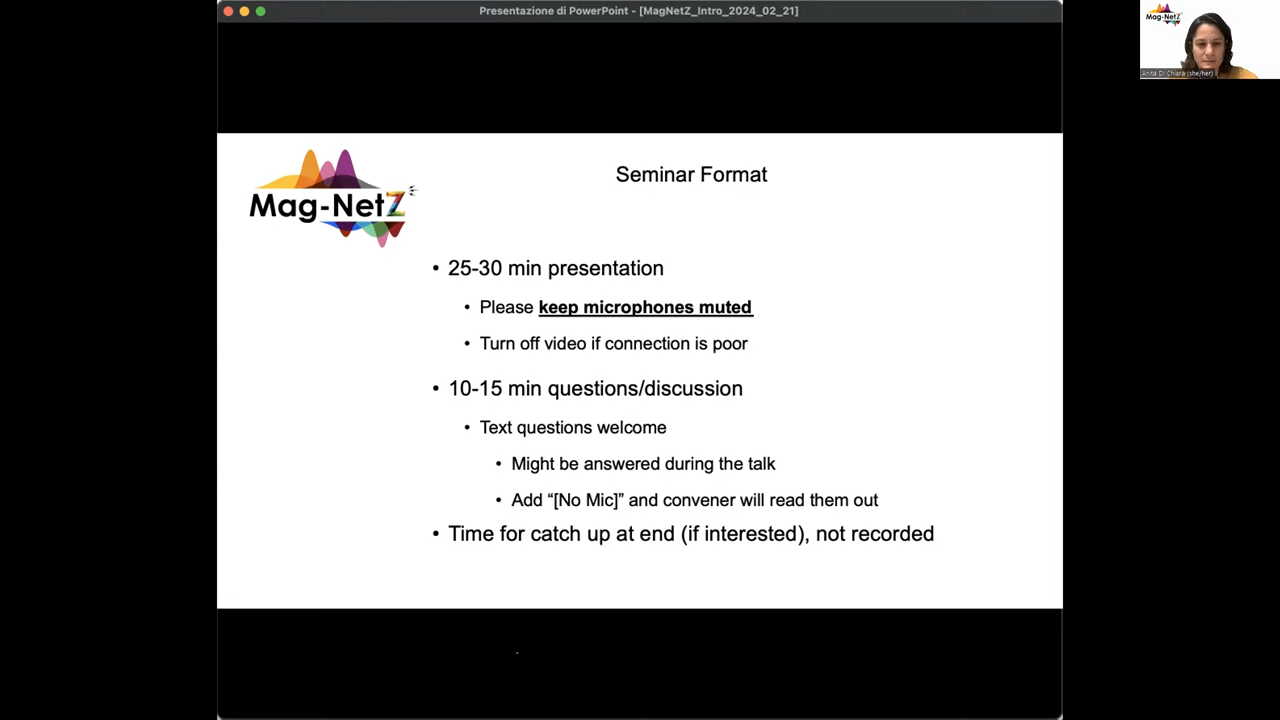 Presentazione di PowerPoint - [MagNetZ_Intro_2024_02_21]
Mag-NetZ
Anita Di Chiara (she/her)
Mag-NetZ
Seminar Format
• 25-30 min presentation
• Please keep microphones muted
• Turn off video if connection is poor
• 10-15 min questions/discussion
• Text questions welcome
• Might be answered during the talk
• Add “[No Mic]” and convener will read them out
• Time for catch up at end (if interested), not recorded